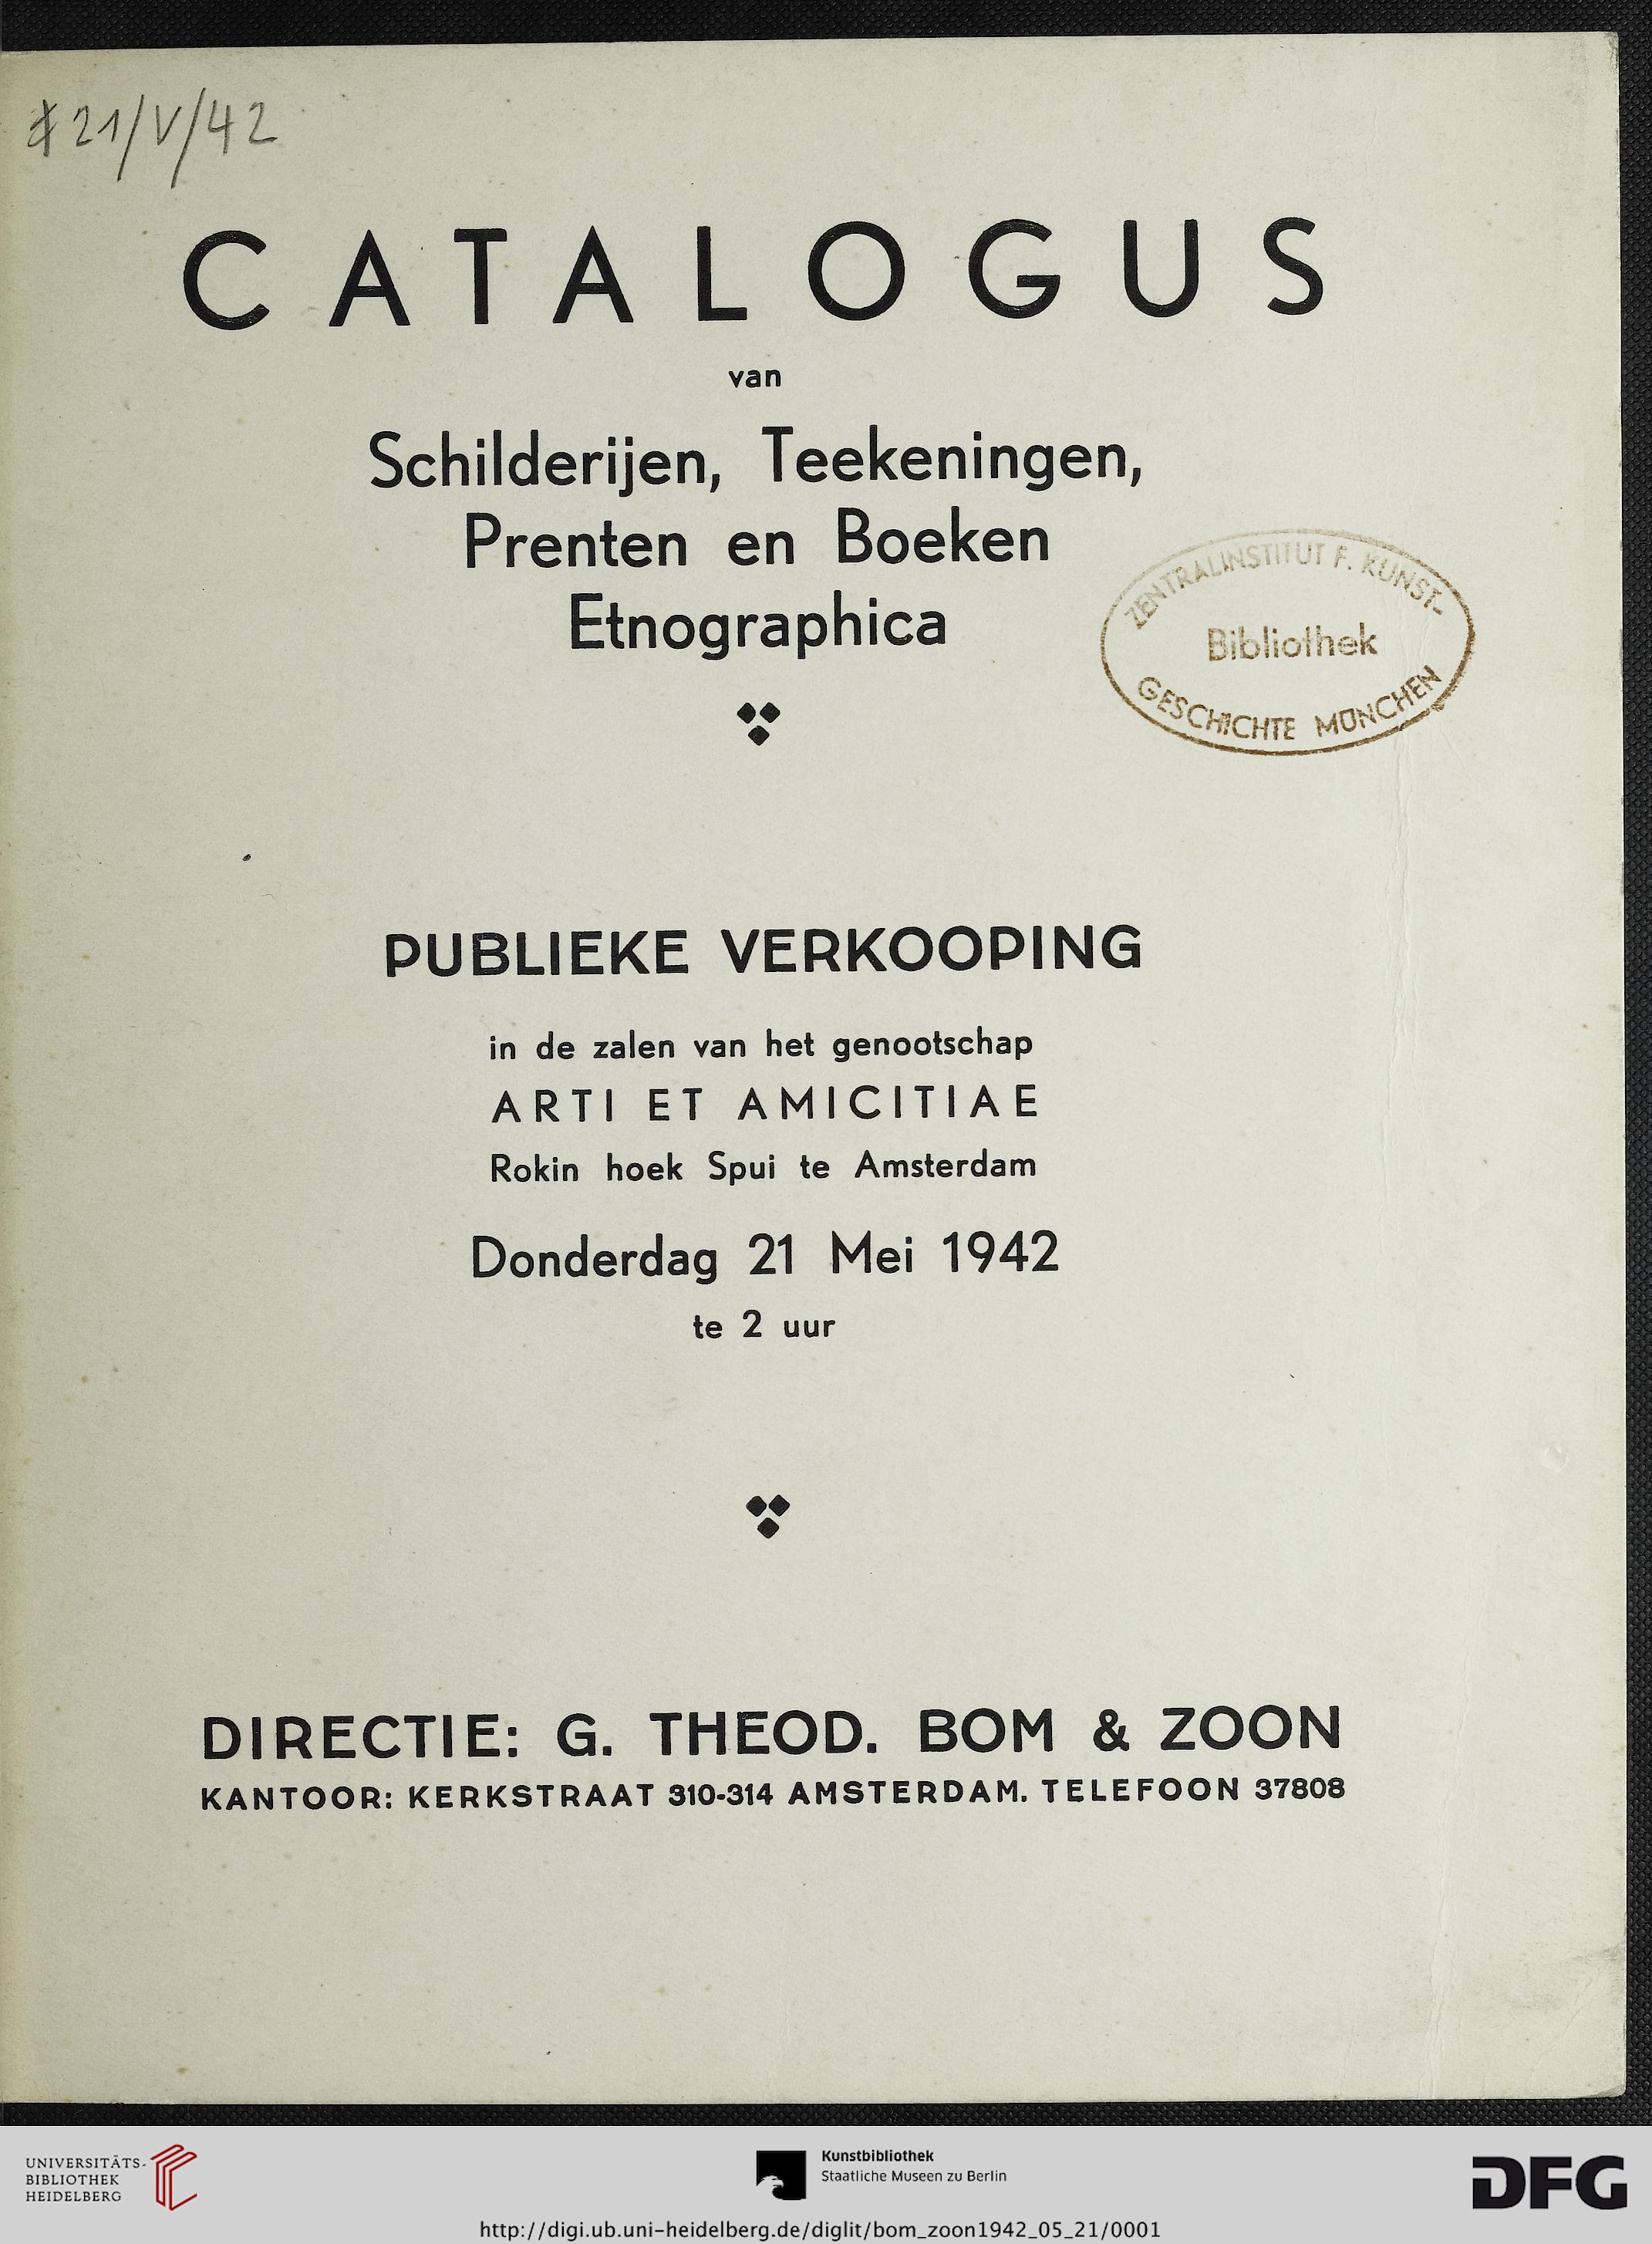 21/V/42
CATALOGUS
van
Schilderijen, Teekeningen,
Prenten en Boeken
Etnographica
ZENTRALINSTITUT F. KUNST-
Bibliothek
GESCHICHTE MÜNCHEN
PUBLIEKE VERKOOPING
in de zalen van het genootschap
ARTI ET AMICITIAE
Rokin hoek Spui te Amsterdam
Donderdag 21 Mei 1942
te 2 uur
DIRECTIE: G. THEOD. BOM & ZOON
KANTOOR: KERKSTRAAT 310-314 AMSTERDAM. TELEFOON 37808
UNIVERSITÄTS-
BIBLIOTHEK
HEIDELBERG
Kunstbibliothek
Staatliche Museen zu Berlin
DFG
http://digi.ub.uni-heidelberg.de/diglit/bom_zoon1942_05_21/0001